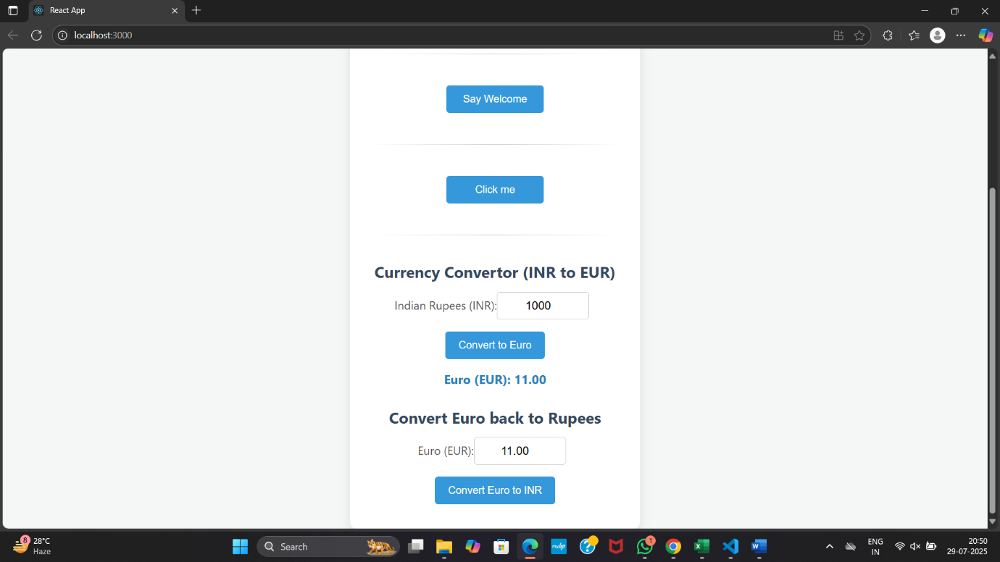 React App
localhost:3000
Say Welcome
Click me
Currency Convertor (INR to EUR)
Indian Rupees (INR): 1000
Convert to Euro
Euro (EUR): 11.00
Convert Euro back to Rupees
Euro (EUR): 11.00
Convert Euro to INR
8
28°C
Haze
Search
myhp
1
ENG
IN
20:50
29-07-2025